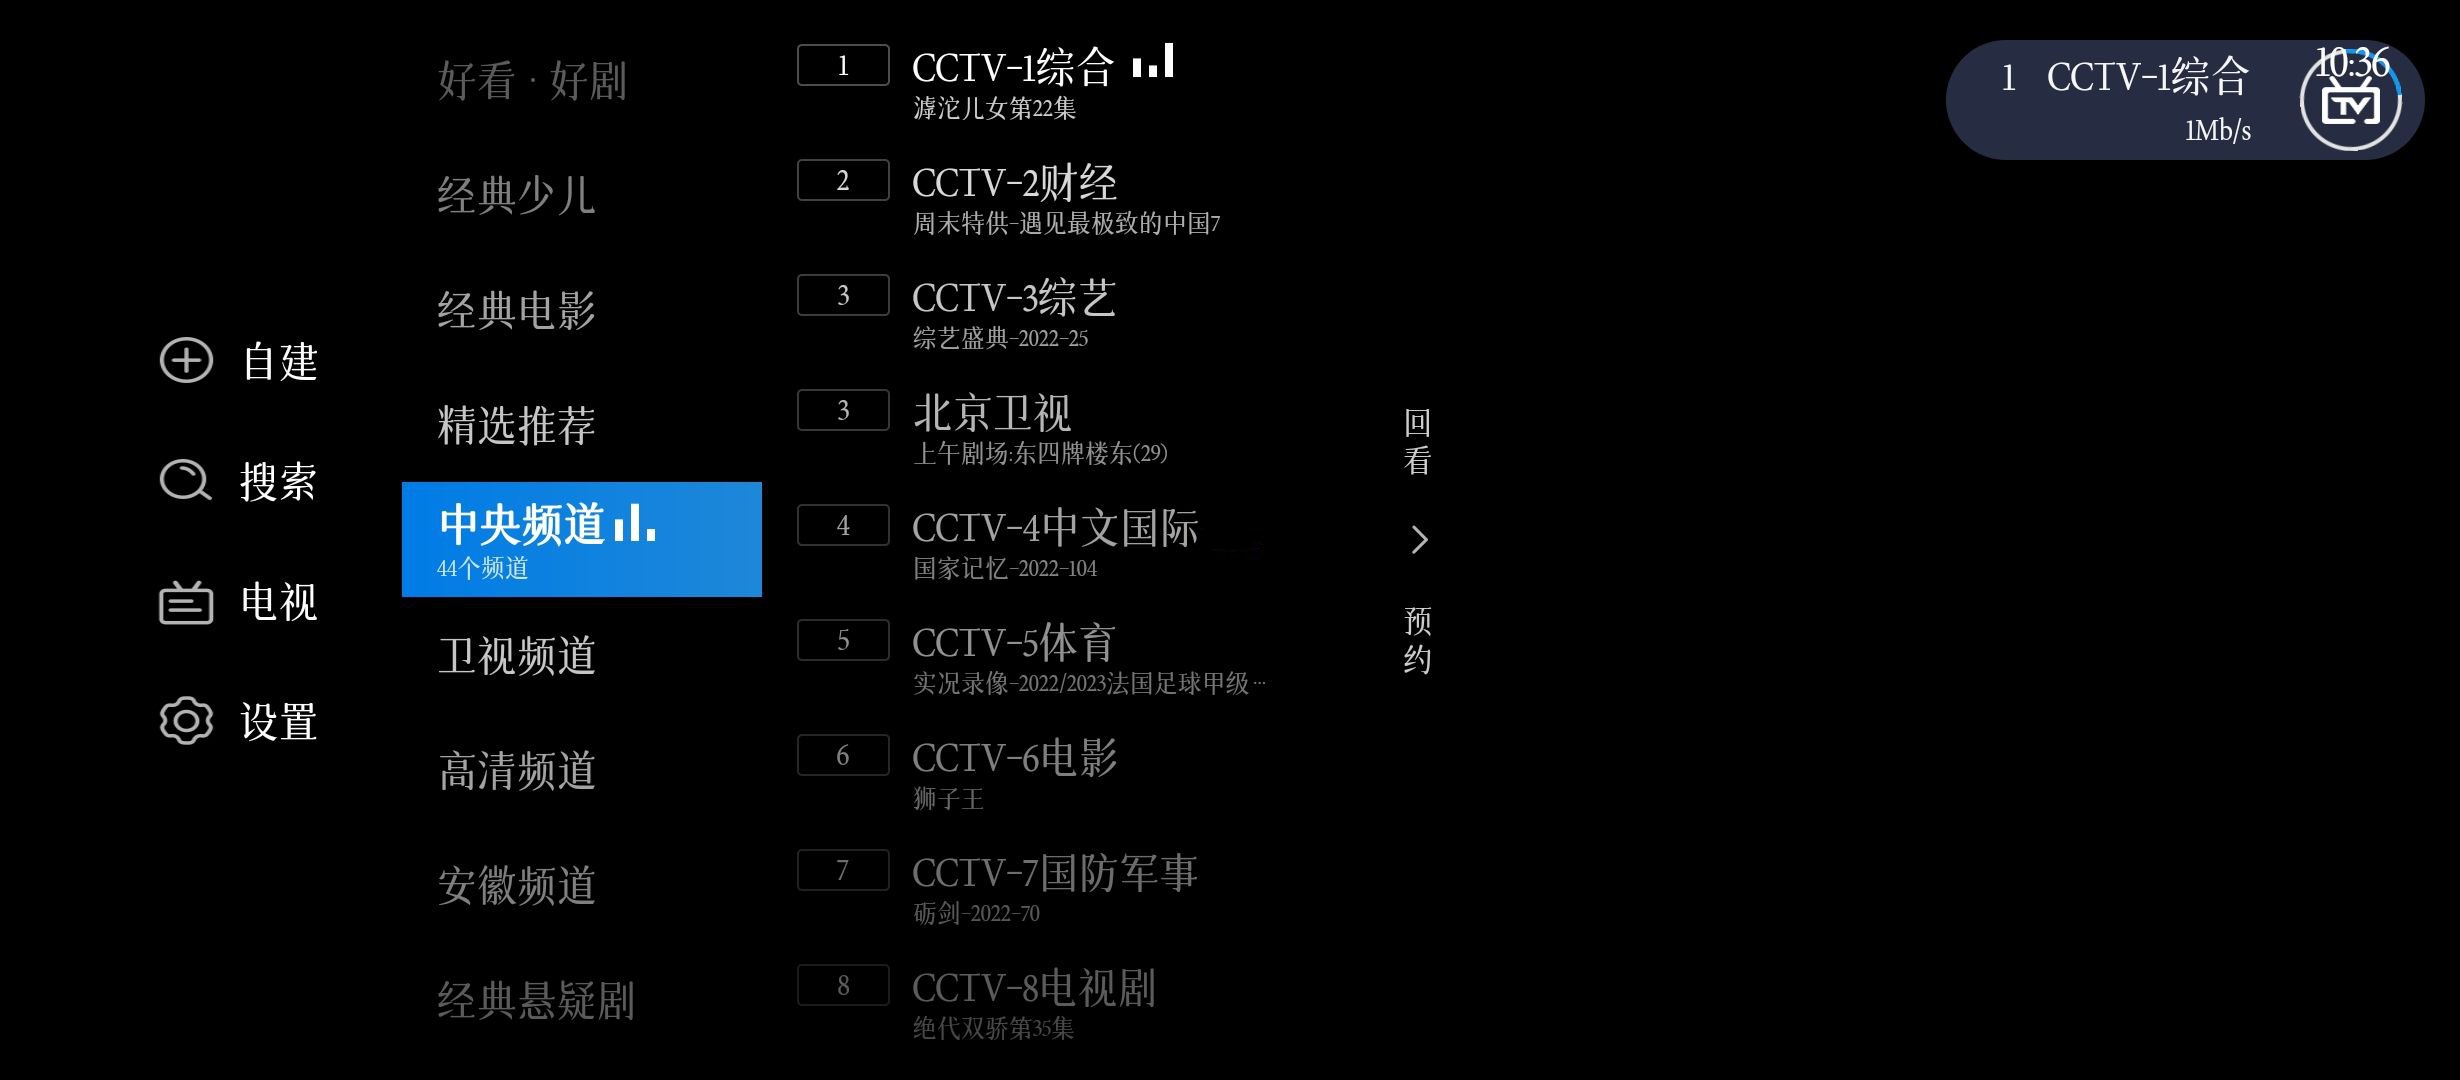 自建
搜索
电视
设置
好看 · 好剧
经典少儿
经典电影
精选推荐
中央频道
44个频道
卫视频道
高清频道
安徽频道
经典悬疑剧
1 CCTV-1综合
滹沱儿女第22集
2 CCTV-2财经
周末特供-遇见最极致的中国7
3 CCTV-3综艺
综艺盛典-2022-25
3 北京卫视
上午剧场:东四牌楼东(29)
4 CCTV-4中文国际
国家记忆-2022-104
5 CCTV-5体育
实况录像-2022/2023法国足球甲级…
6 CCTV-6电影
狮子王
7 CCTV-7国防军事
砺剑-2022-70
8 CCTV-8电视剧
绝代双骄第35集
回看
预约
1 CCTV-1综合
1Mb/s
10:36
TV